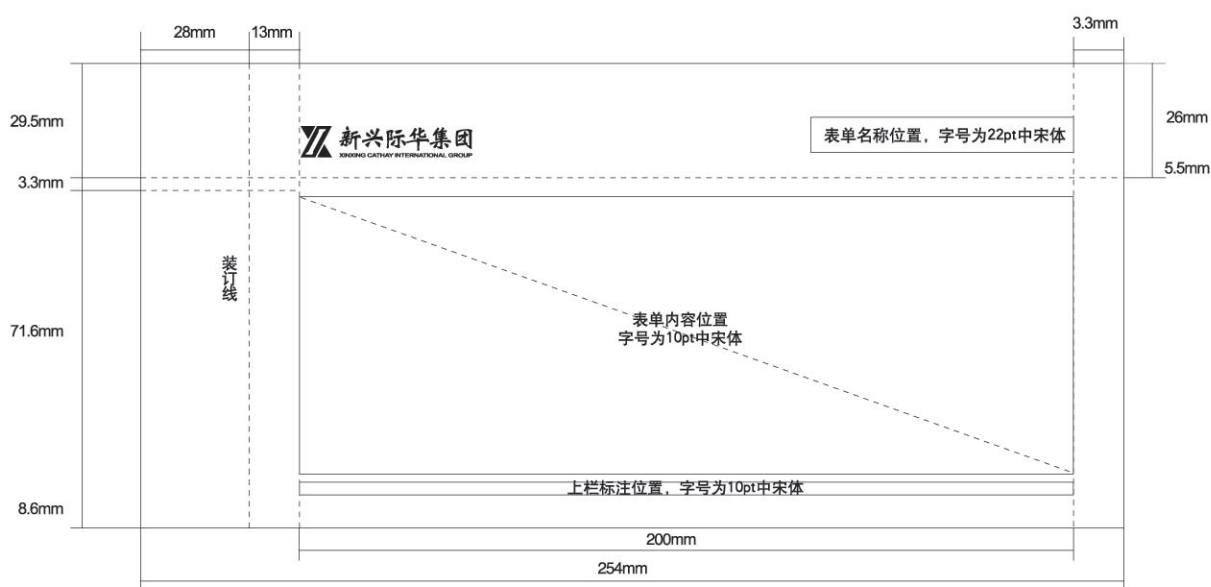 28mm
13mm
3.3mm
29.5mm
新兴际华集团
XINXING CATHAY INTERNATIONAL GROUP
表单名称位置，字号为22pt中宋体
26mm
3.3mm
5.5mm
装订线
71.6mm
表单内容位置
字号为10pt中宋体
上栏标注位置，字号为10pt中宋体
8.6mm
200mm
254mm